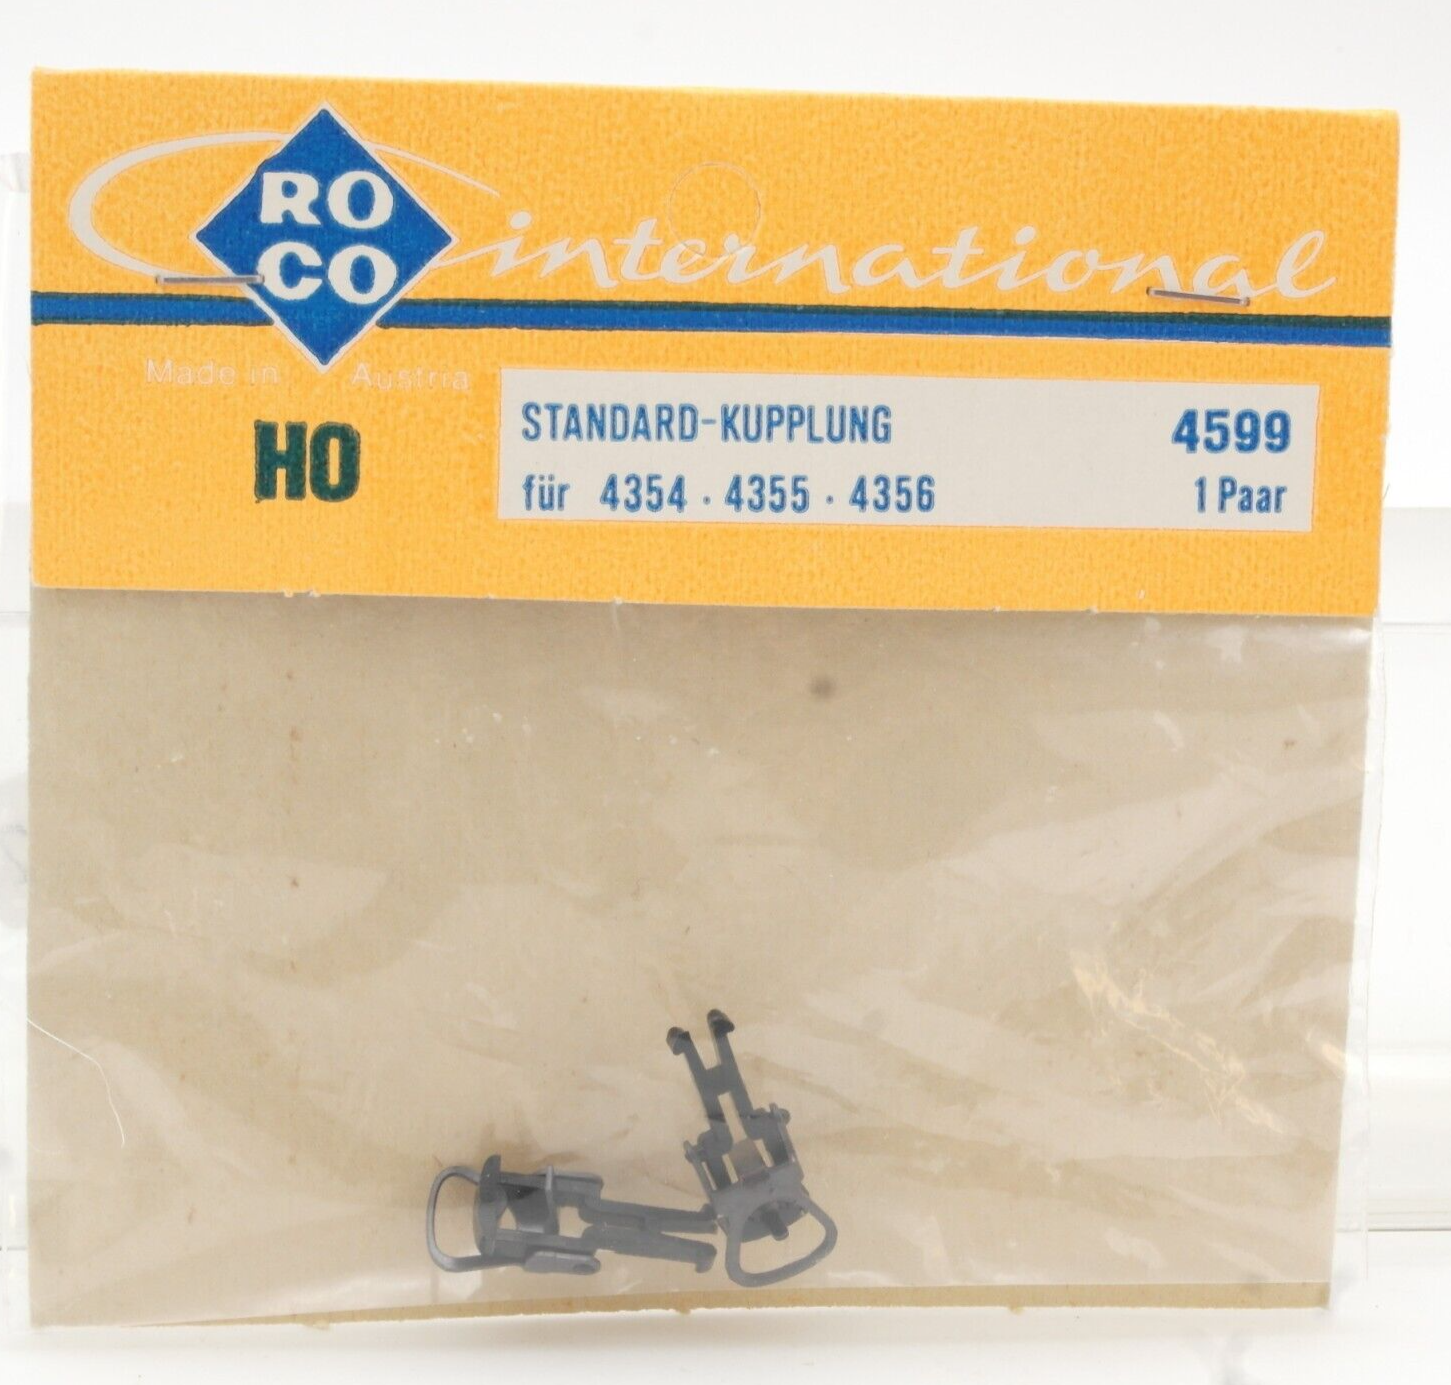 RO
CO
international
Made in Austria
HO
STANDARD-KUPPLUNG 4599
für 4354 · 4355 · 4356 1 Paar